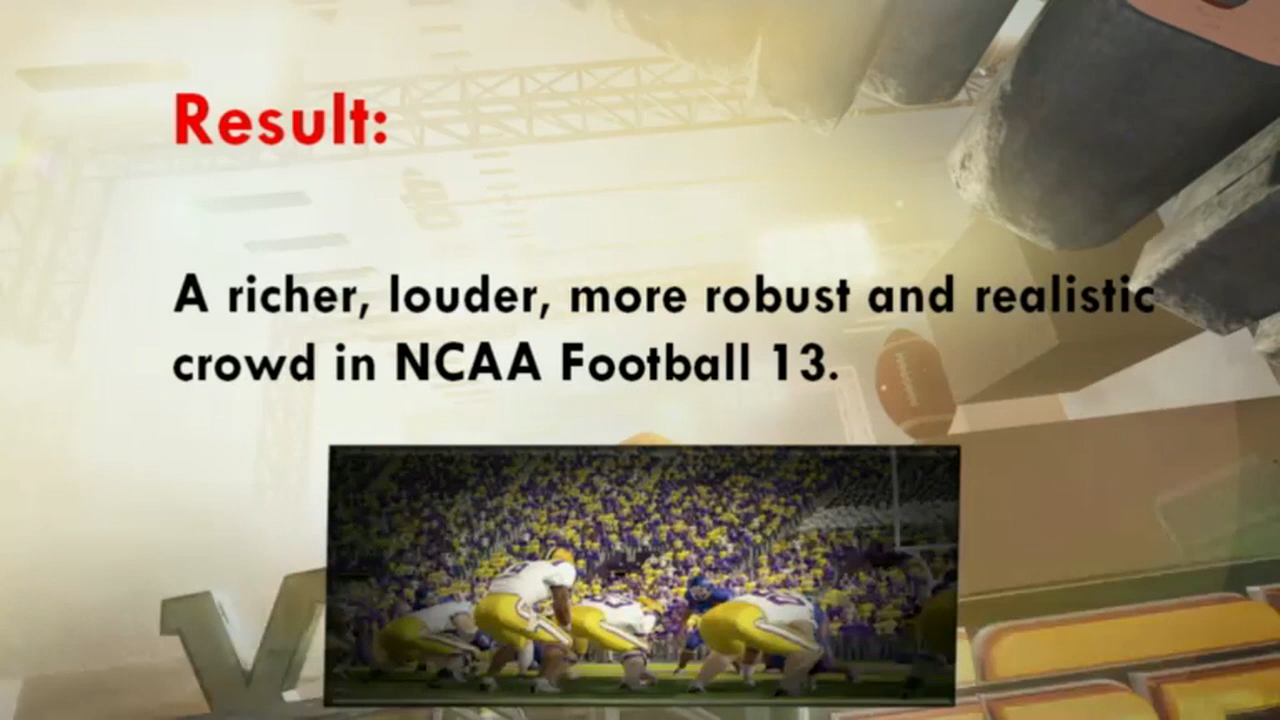 Result:
A richer, louder, more robust and realistic
crowd in NCAA Football 13.